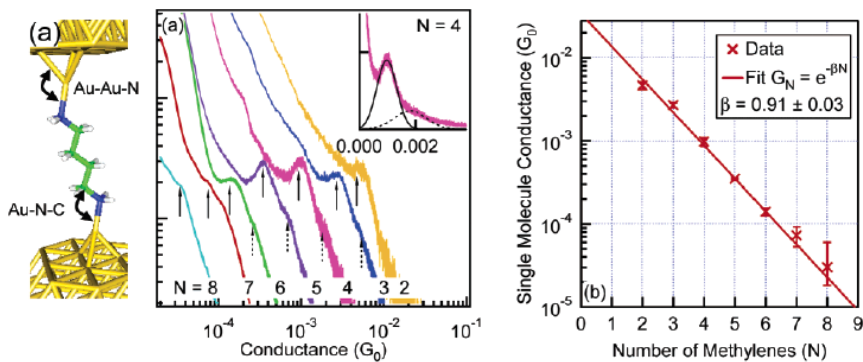 (a)
Au-Au-N
Au-N-C
(a)
N = 4
0.000 0.002
N = 8 7 6 5 4 3 2
10⁻⁴ 10⁻³ 10⁻² 10⁻¹
Conductance (G₀)
Single Molecule Conductance (G₀)
10⁻²
10⁻³
10⁻⁴
10⁻⁵
Data
Fit G_N = e^-βN
β = 0.91 ± 0.03
(b)
0 1 2 3 4 5 6 7 8 9
Number of Methylenes (N)